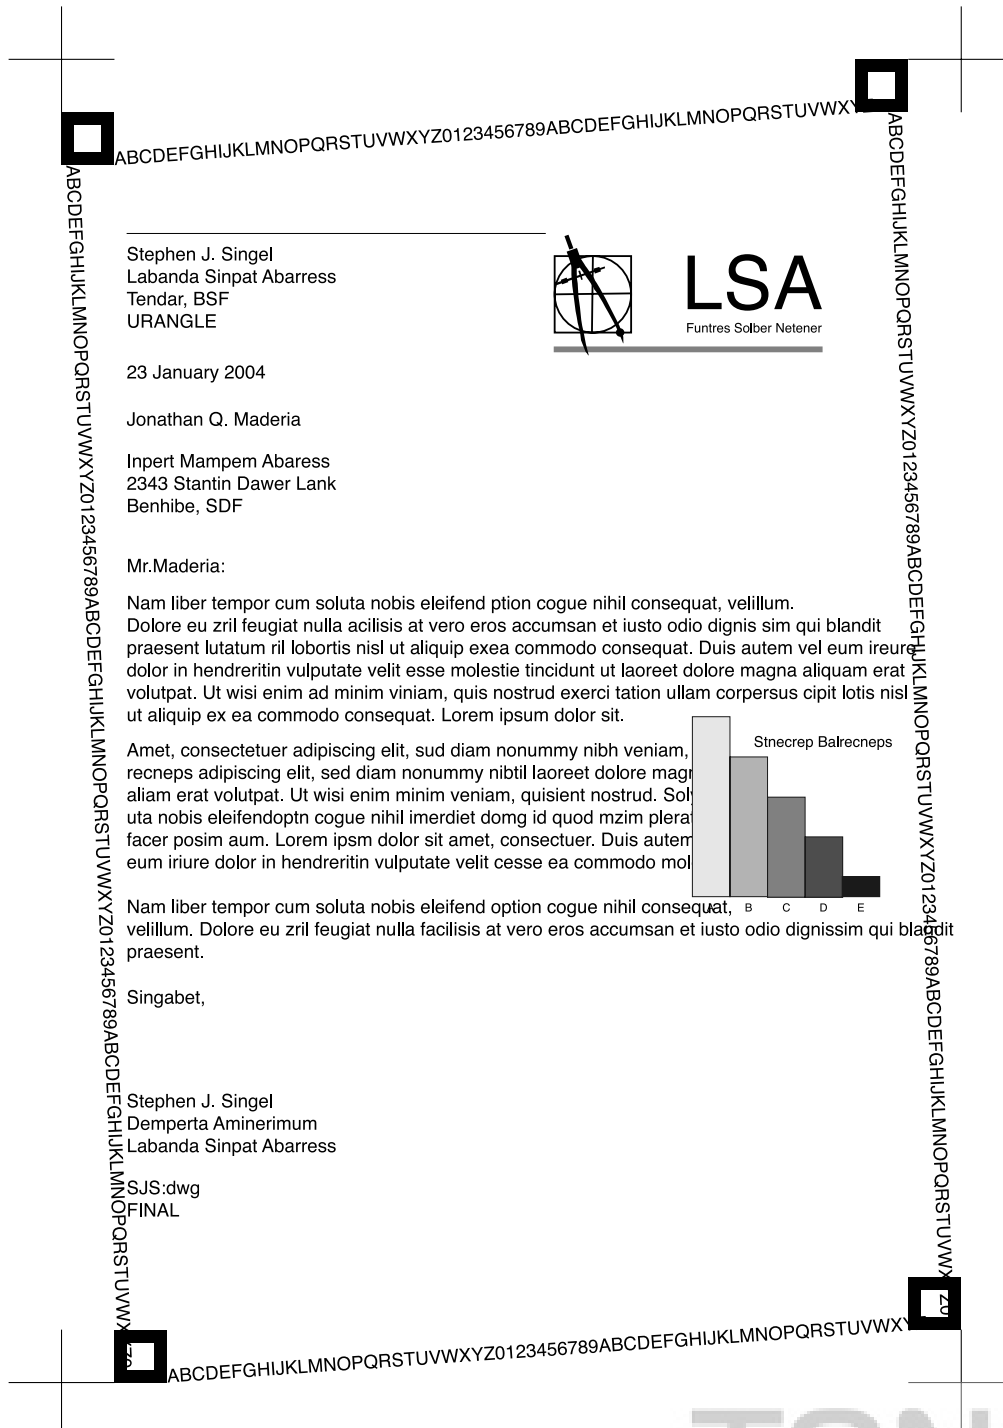 ABCDEFGHIJKLMNOPQRSTUVWXYZ0123456789ABCDEFGHIJKLMNOPQRSTUVWX
ABCDEFGHIJKLMNOPQRSTUVWXYZ0123456789ABCDEFGHIJKLMNOPQRSTUVWXYZ0123456789ABCDEFGHIJKLMNOPQRSTUVWX
ABCDEFGHIJKLMNOPQRSTUVWXYZ0123456789ABCDEFGHIJKLMNOPQRSTUVWXYZ0123456789ABCDEFGHIJKLMNOPQRSTUVWXYZ0123456789ABCDEFGHIJKLMNOPQRSTUVWX
Stephen J. Singel
Labanda Sinpat Abarress
Tendar, BSF
URANGLE
LSA
Funtres Solber Netener
23 January 2004
Jonathan Q. Maderia
Inpert Mampem Abaress
2343 Stantin Dawer Lank
Benhibe, SDF
Mr.Maderia:
Nam liber tempor cum soluta nobis eleifend ption cogue nihil consequat, velillum.
Dolore eu zril feugiat nulla acilisis at vero eros accumsan et iusto odio dignis sim qui blandit
praesent lutatum ril lobortis nisl ut aliquip exea commodo consequat. Duis autem vel eum ireure
dolor in hendreritin vulputate velit esse molestie tincidunt ut laoreet dolore magna aliquam erat
volutpat. Ut wisi enim ad minim viniam, quis nostrud exerci tation ullam corpersus cipit lotis nisl
ut aliquip ex ea commodo consequat. Lorem ipsum dolor sit.
Amet, consectetuer adipiscing elit, sud diam nonummy nibh veniam,
recneps adipiscing elit, sed diam nonummy nibtil laoreet dolore magn
aliam erat volutpat. Ut wisi enim minim veniam, quisient nostrud. Soly
uta nobis eleifendoptn cogue nihil imerdiet domg id quod mzim plerat
facer posim aum. Lorem ipsm dolor sit amet, consectuer. Duis autem
eum iriure dolor in hendreritin vulputate velit cesse ea commodo mol
Stnecrep Balrecneps
A B C D E
Nam liber tempor cum soluta nobis eleifend option cogue nihil consequat,
velillum. Dolore eu zril feugiat nulla facilisis at vero eros accumsan et iusto odio dignissim qui blandit
praesent.
Singabet,
Stephen J. Singel
Demperta Aminerimum
Labanda Sinpat Abarress
SJS:dwg
FINAL
ABCDEFGHIJKLMNOPQRSTUVWXYZ0123456789ABCDEFGHIJKLMNOPQRSTUVWXY